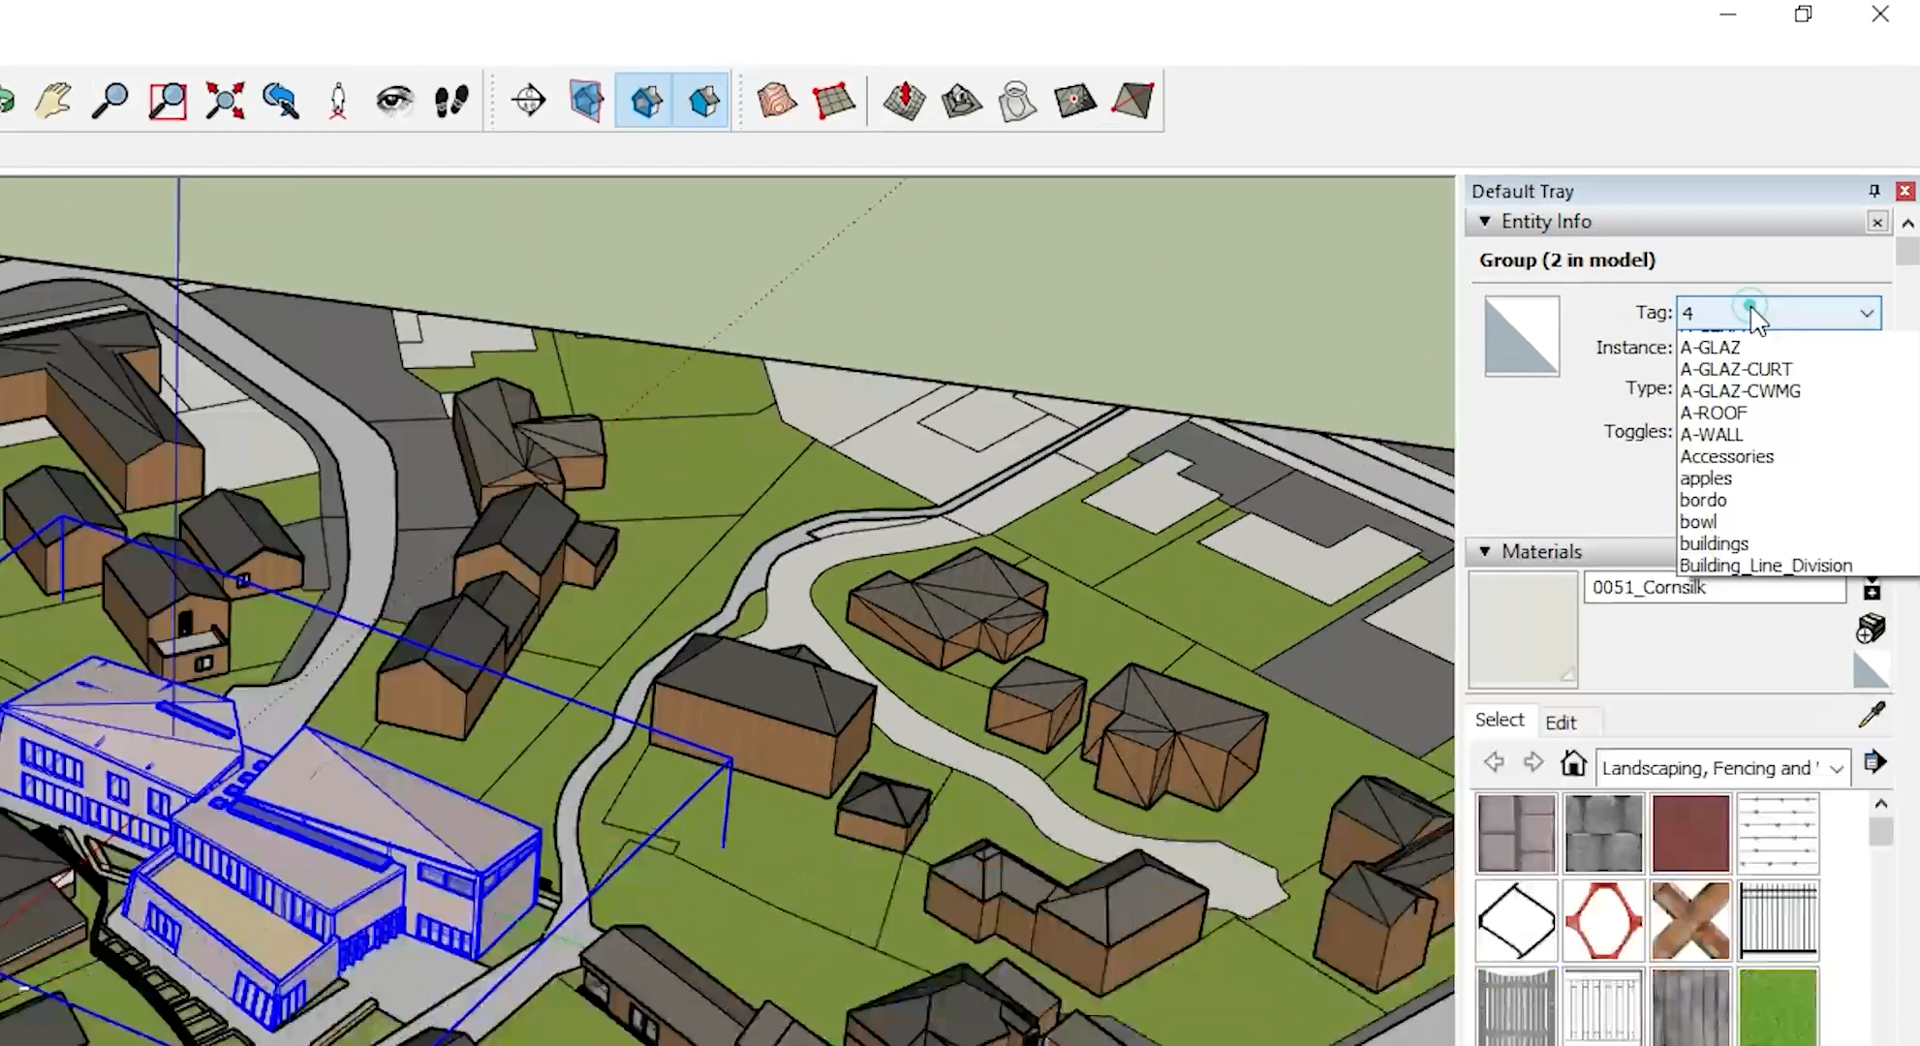 Default Tray
Entity Info
Group (2 in model)
Tag: 4
Instance:
Type:
Toggles:
A-GLAZ
A-GLAZ-CURT
A-GLAZ-CWMG
A-ROOF
A-WALL
Accessories
apples
bordo
bowl
buildings
Building_Line_Division
Materials
0051_Cornsilk
Select Edit
Landscaping, Fencing and